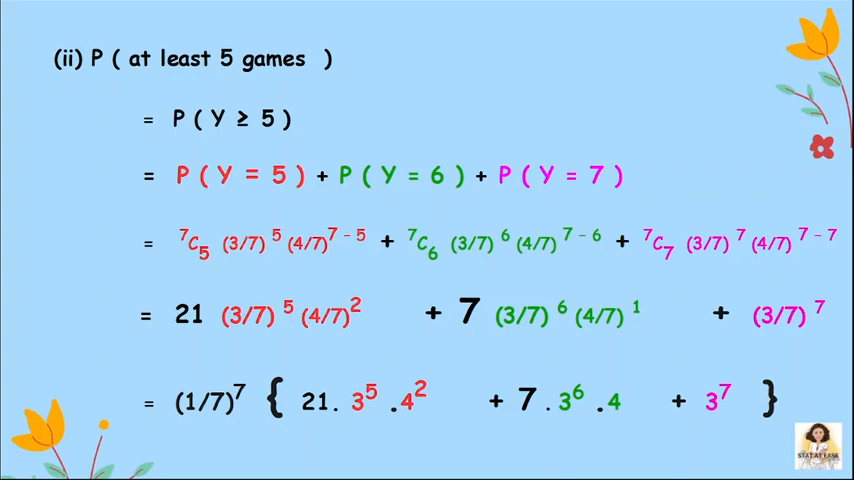 (ii) P ( at least 5 games )
= P ( Y ≥ 5 )
= P ( Y = 5 ) + P ( Y = 6 ) + P ( Y = 7 )
= ⁷C₅ (3/7)⁵ (4/7)⁷⁻⁵ + ⁷C₆ (3/7)⁶ (4/7)⁷⁻⁶ + ⁷C₇ (3/7)⁷ (4/7)⁷⁻⁷
= 21 (3/7)⁵ (4/7)² + 7 (3/7)⁶ (4/7)¹ + (3/7)⁷
= (1/7)⁷ { 21. 3⁵ .4² + 7 . 3⁶ .4 + 3⁷ }
STAT AT EASE